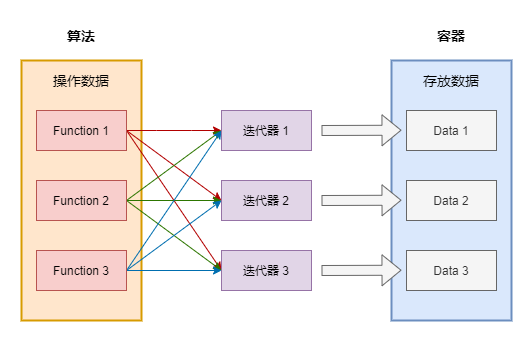 算法
容器
操作数据
存放数据
Function 1
迭代器 1
Data 1
Function 2
迭代器 2
Data 2
Function 3
迭代器 3
Data 3